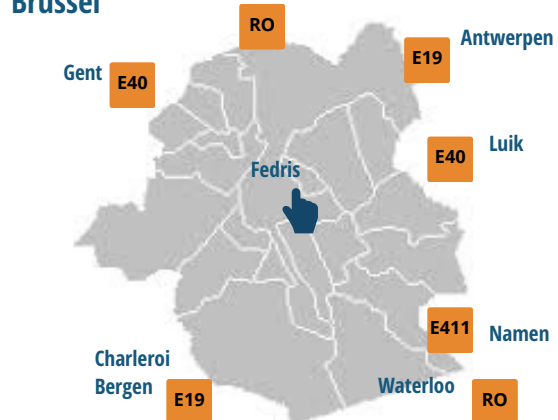 Brussel
RO
Antwerpen
E19
Gent
E40
Luik
E40
Fedris
E411
Namen
Charleroi
Bergen
E19
Waterloo
RO